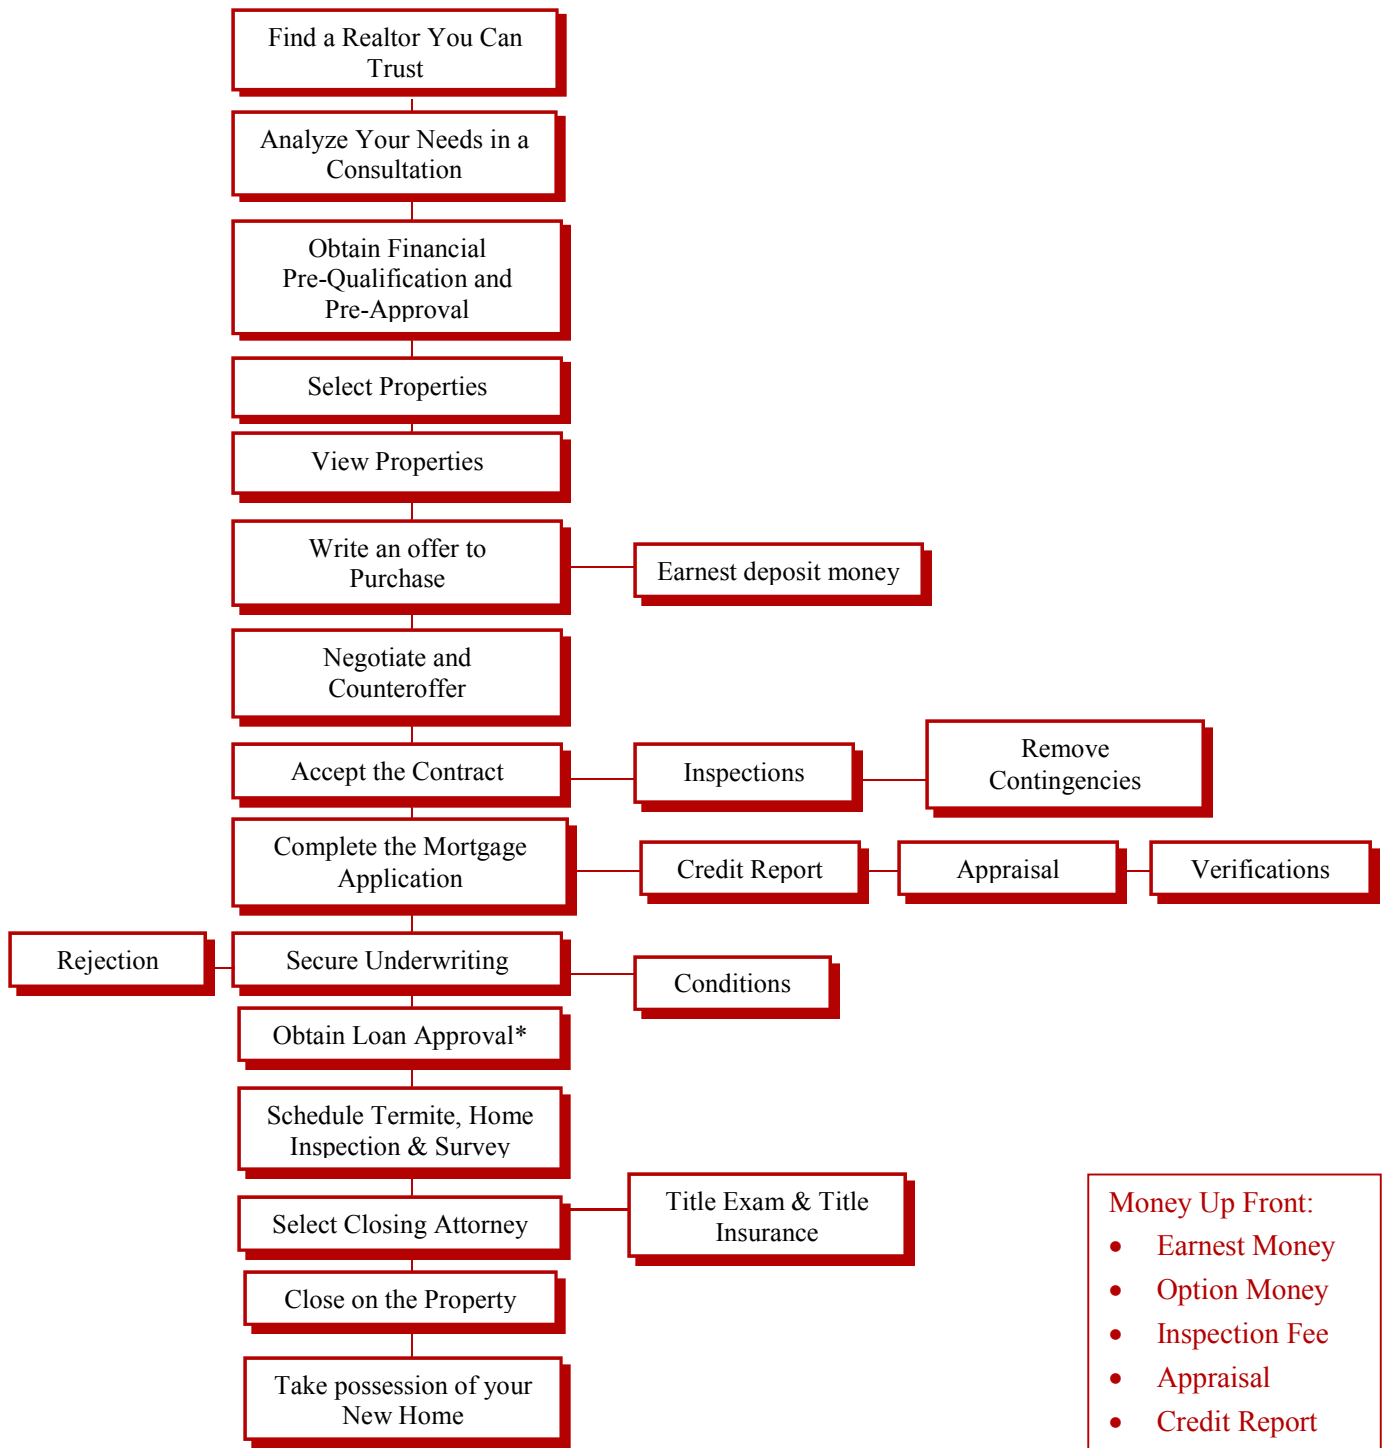 Find a Realtor You Can
Trust
Analyze Your Needs in a
Consultation
Obtain Financial
Pre-Qualification and
Pre-Approval
Select Properties
View Properties
Write an offer to
Purchase
Earnest deposit money
Negotiate and
Counteroffer
Accept the Contract
Inspections
Remove
Contingencies
Complete the Mortgage
Application
Credit Report
Appraisal
Verifications
Rejection
Secure Underwriting
Conditions
Obtain Loan Approval*
Schedule Termite, Home
Inspection & Survey
Select Closing Attorney
Title Exam & Title
Insurance
Close on the Property
Take possession of your
New Home
Money Up Front:
• Earnest Money
• Option Money
• Inspection Fee
• Appraisal
• Credit Report